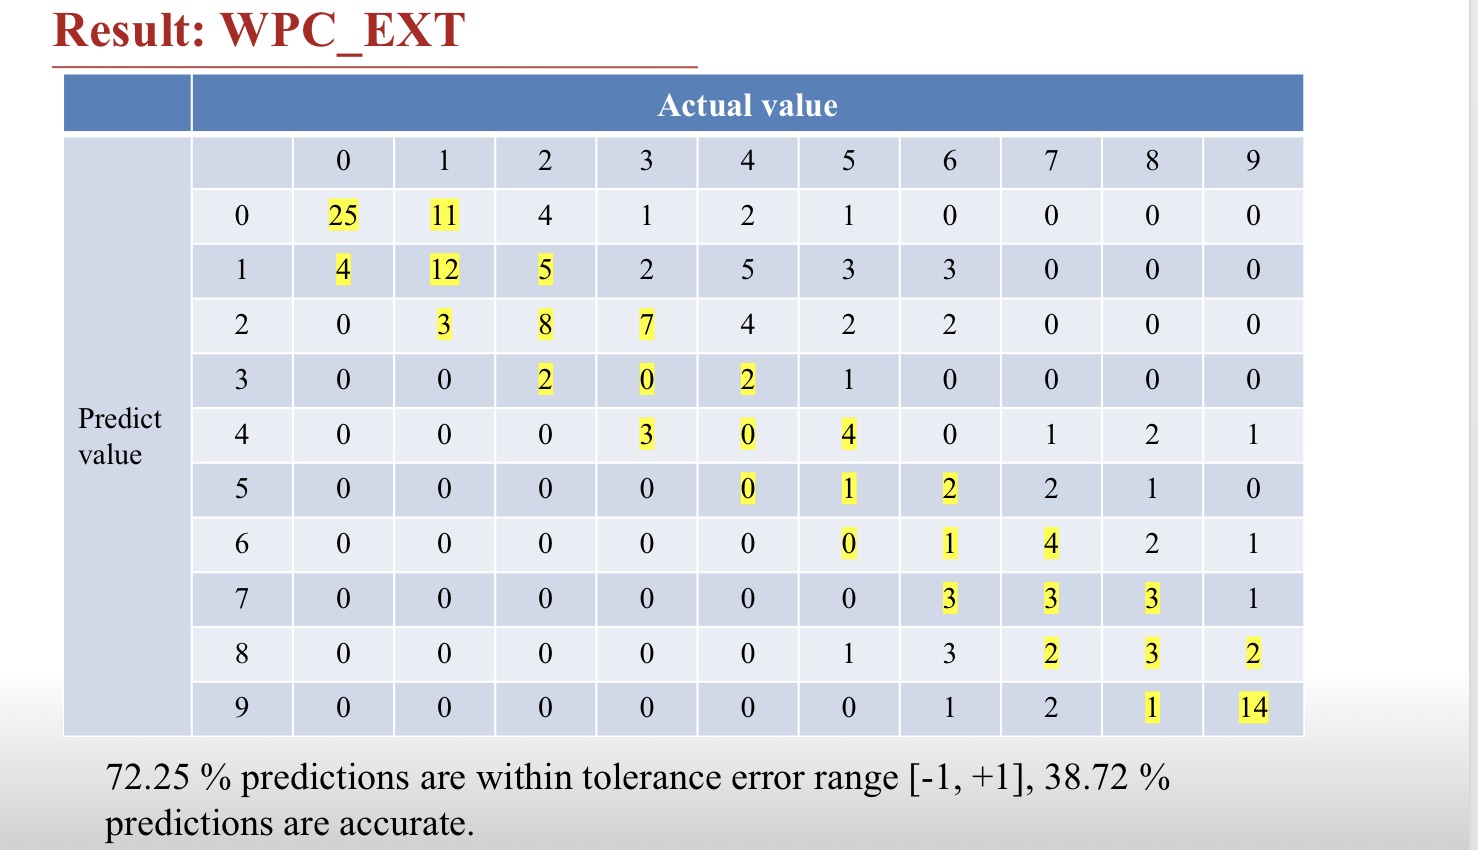 Result: WPC_EXT
Actual value
0 1 2 3 4 5 6 7 8 9
0 25 11 4 1 2 1 0 0 0 0
1 4 12 5 2 5 3 3 0 0 0
2 0 3 8 7 4 2 2 0 0 0
3 0 0 2 0 2 1 0 0 0 0
Predict
value
4 0 0 0 3 0 4 0 1 2 1
5 0 0 0 0 0 1 2 2 1 0
6 0 0 0 0 0 0 1 4 2 1
7 0 0 0 0 0 0 3 3 3 1
8 0 0 0 0 0 1 3 2 3 2
9 0 0 0 0 0 0 1 2 1 14
72.25 % predictions are within tolerance error range [-1, +1], 38.72 %
predictions are accurate.